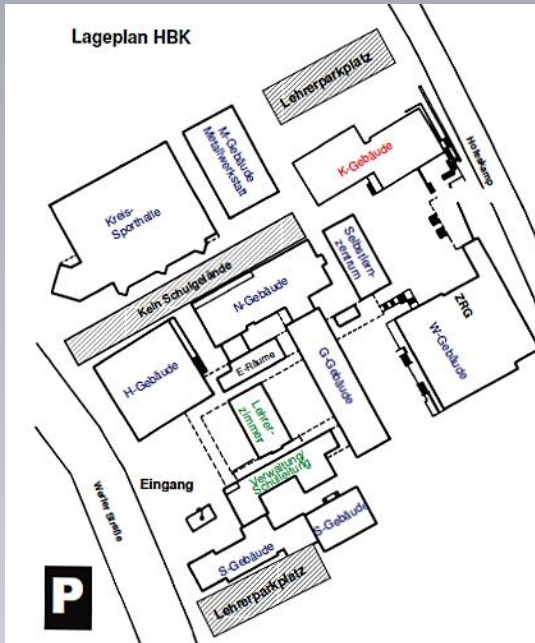 Lageplan HBK
Lehrerparkplatz
M-Gebäude
Metallwerkstatt
K-Gebäude
Hofeskamp
Kreis-
Sporthalle
Selbstlern-
zentrum
Kein Schulgelände
N-Gebäude
ZRG
W-Gebäude
H-Gebäude
E-Räume
G-Gebäude
Lehrer-
zimmer
Verwaltung/
Schulleitung
Eingang
Werler Straße
S-Gebäude
S-Gebäude
Lehrerparkplatz
P